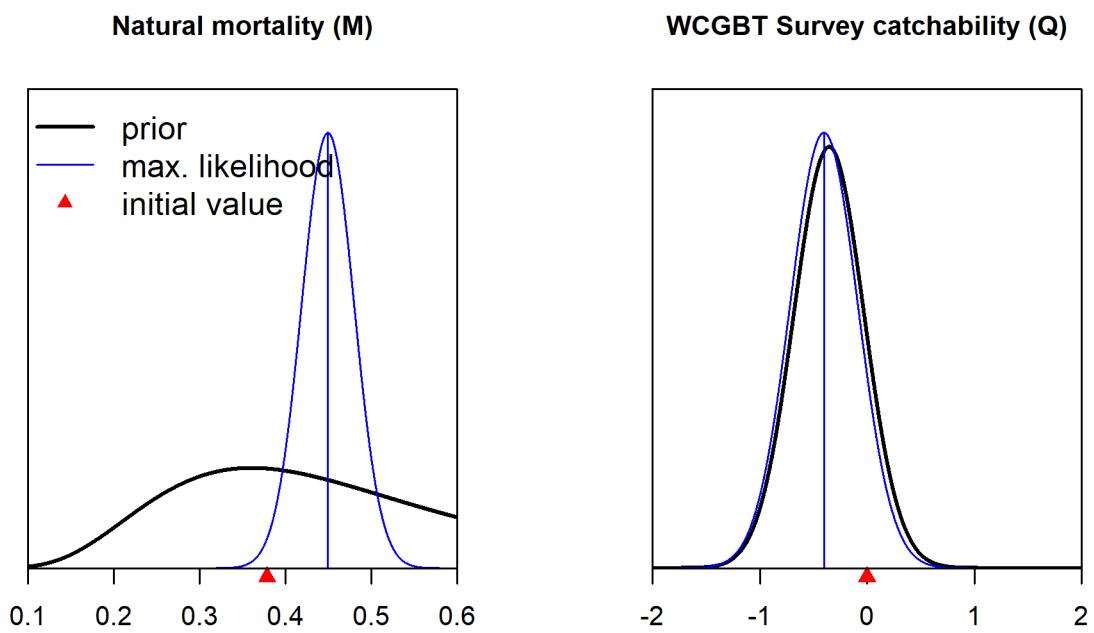 Natural mortality (M)
WCGBT Survey catchability (Q)
prior
max. likelihood
initial value
0.1 0.2 0.3 0.4 0.5 0.6
-2 -1 0 1 2